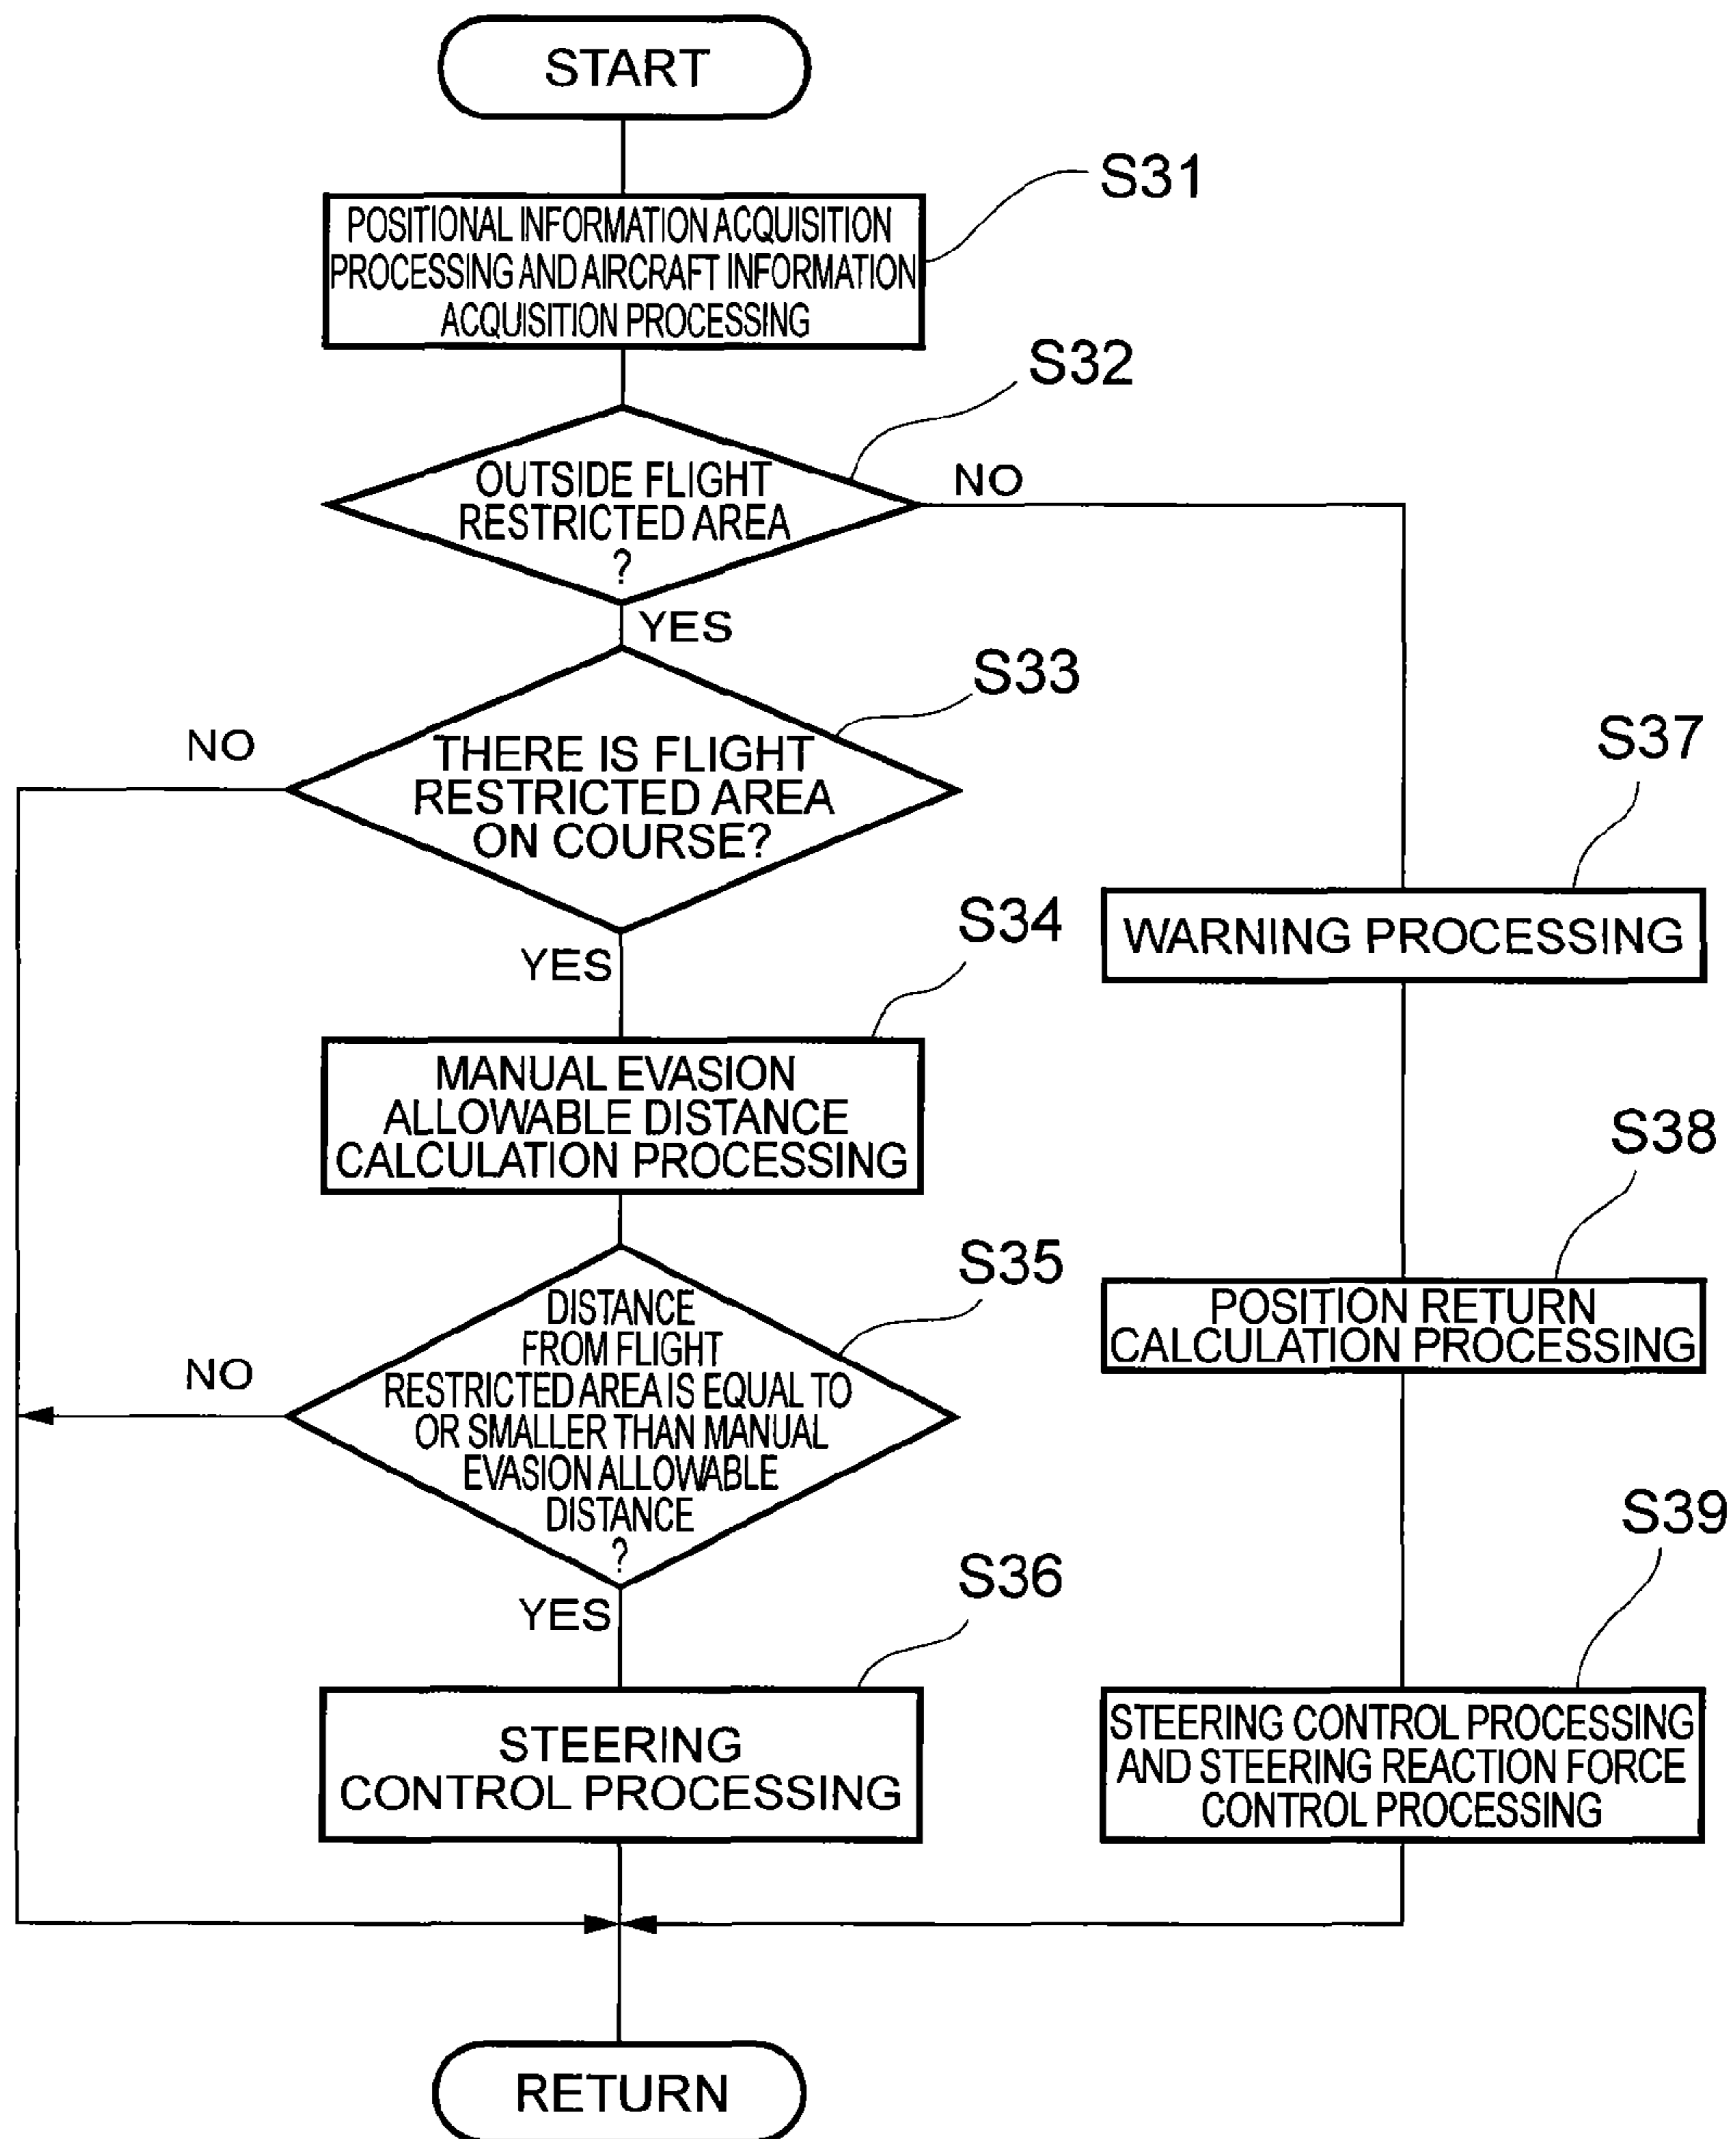 START
S31
POSITIONAL INFORMATION ACQUISITION
PROCESSING AND AIRCRAFT INFORMATION
ACQUISITION PROCESSING
S32
OUTSIDE FLIGHT
RESTRICTED AREA
?
NO
YES
S33
THERE IS FLIGHT
RESTRICTED AREA
ON COURSE?
NO
YES
S34
MANUAL EVASION
ALLOWABLE DISTANCE
CALCULATION PROCESSING
S35
DISTANCE
FROM FLIGHT
RESTRICTED AREA IS EQUAL TO
OR SMALLER THAN MANUAL
EVASION ALLOWABLE
DISTANCE
?
NO
YES
S36
STEERING
CONTROL PROCESSING
S37
WARNING PROCESSING
S38
POSITION RETURN
CALCULATION PROCESSING
S39
STEERING CONTROL PROCESSING
AND STEERING REACTION FORCE
CONTROL PROCESSING
RETURN